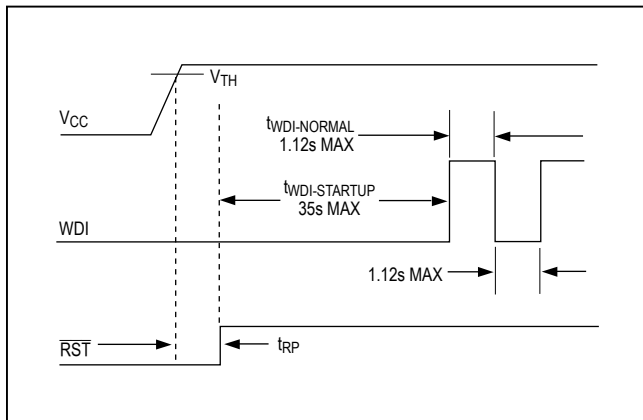 VTH
VCC
tWDI-NORMAL
1.12s MAX
tWDI-STARTUP
35s MAX
WDI
1.12s MAX
RST
tRP